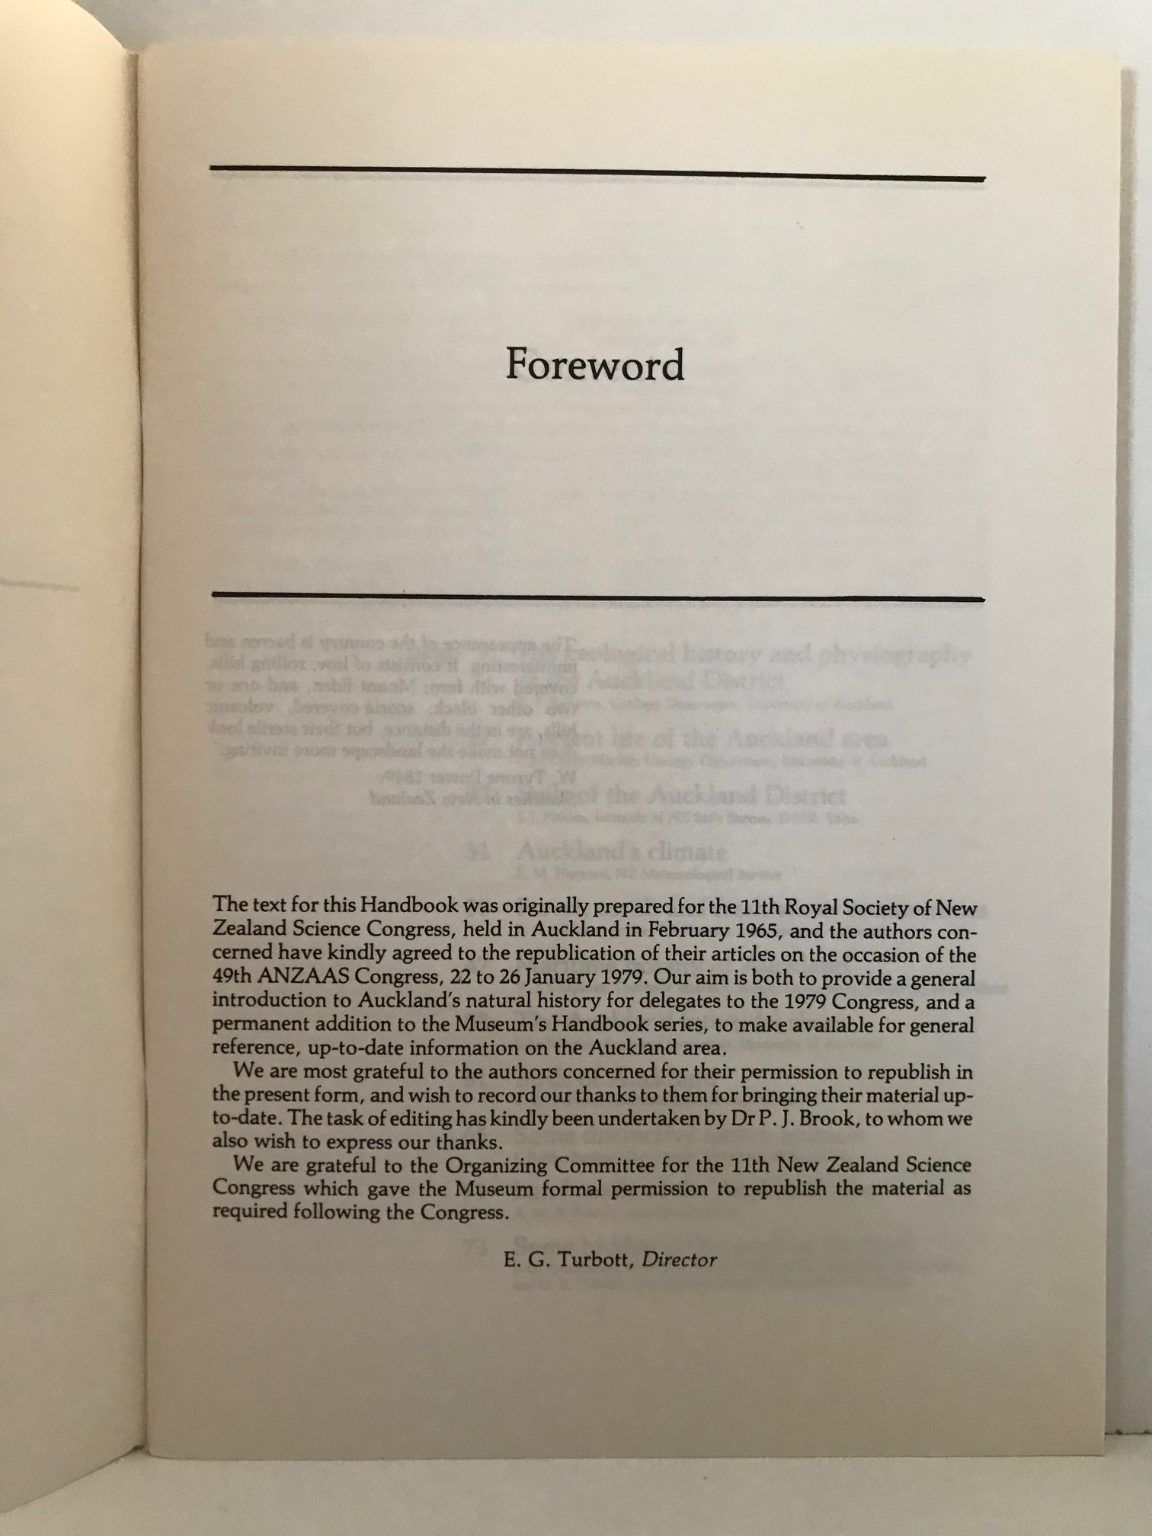 Foreword
The text for this Handbook was originally prepared for the 11th Royal Society of New
Zealand Science Congress, held in Auckland in February 1965, and the authors con-
cerned have kindly agreed to the republication of their articles on the occasion of the
49th ANZAAS Congress, 22 to 26 January 1979. Our aim is both to provide a general
introduction to Auckland's natural history for delegates to the 1979 Congress, and a
permanent addition to the Museum's Handbook series, to make available for general
reference, up-to-date information on the Auckland area.
We are most grateful to the authors concerned for their permission to republish in
the present form, and wish to record our thanks to them for bringing their material up-
to-date. The task of editing has kindly been undertaken by Dr P. J. Brook, to whom we
also wish to express our thanks.
We are grateful to the Organizing Committee for the 11th New Zealand Science
Congress which gave the Museum formal permission to republish the material as
required following the Congress.
E. G. Turbott, Director